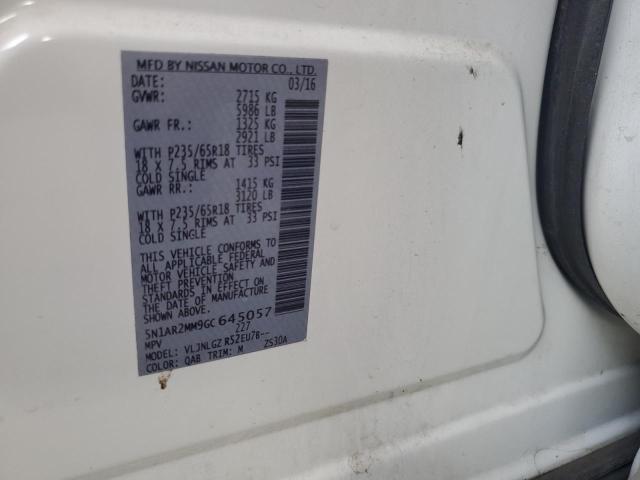 MFD BY NISSAN MOTOR CO., LTD.
DATE: 03/16
GVWR: 2715 KG
5986 LB
GAWR FR.: 1325 KG
2921 LB
WITH P235/65R18 TIRES
18 X 7.5 RIMS AT 33 PSI
COLD SINGLE
GAWR RR.: 1415 KG
3120 LB
WITH P235/65R18 TIRES
18 X 7.5 RIMS AT 33 PSI
COLD SINGLE
THIS VEHICLE CONFORMS TO
ALL APPLICABLE FEDERAL
MOTOR VEHICLE SAFETY AND
THEFT PREVENTION
STANDARDS IN EFFECT ON
THE DATE OF MANUFACTURE
SHOWN ABOVE.
5N1AR2MM9GC645057
MPV 227
MODEL: VLJNLGZ R52EU7B--
COLOR: QAB TRIM: M ZS30A